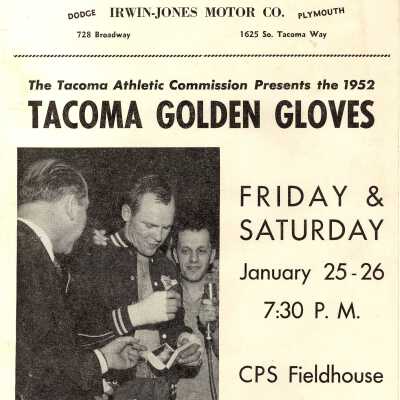 DODGE IRWIN-JONES MOTOR CO. PLYMOUTH
728 Broadway 1625 So. Tacoma Way
The Tacoma Athletic Commission Presents the 1952
TACOMA GOLDEN GLOVES
FRIDAY &
SATURDAY
January 25-26
7:30 P. M.
CPS Fieldhouse